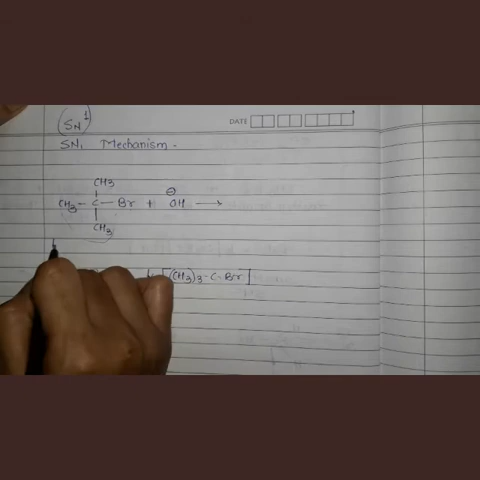 SN1
DATE
SN1 Mechanism -
CH3
CH3 - C - Br + OH ⊖ →
CH3
[(CH3)3 - C - Br]